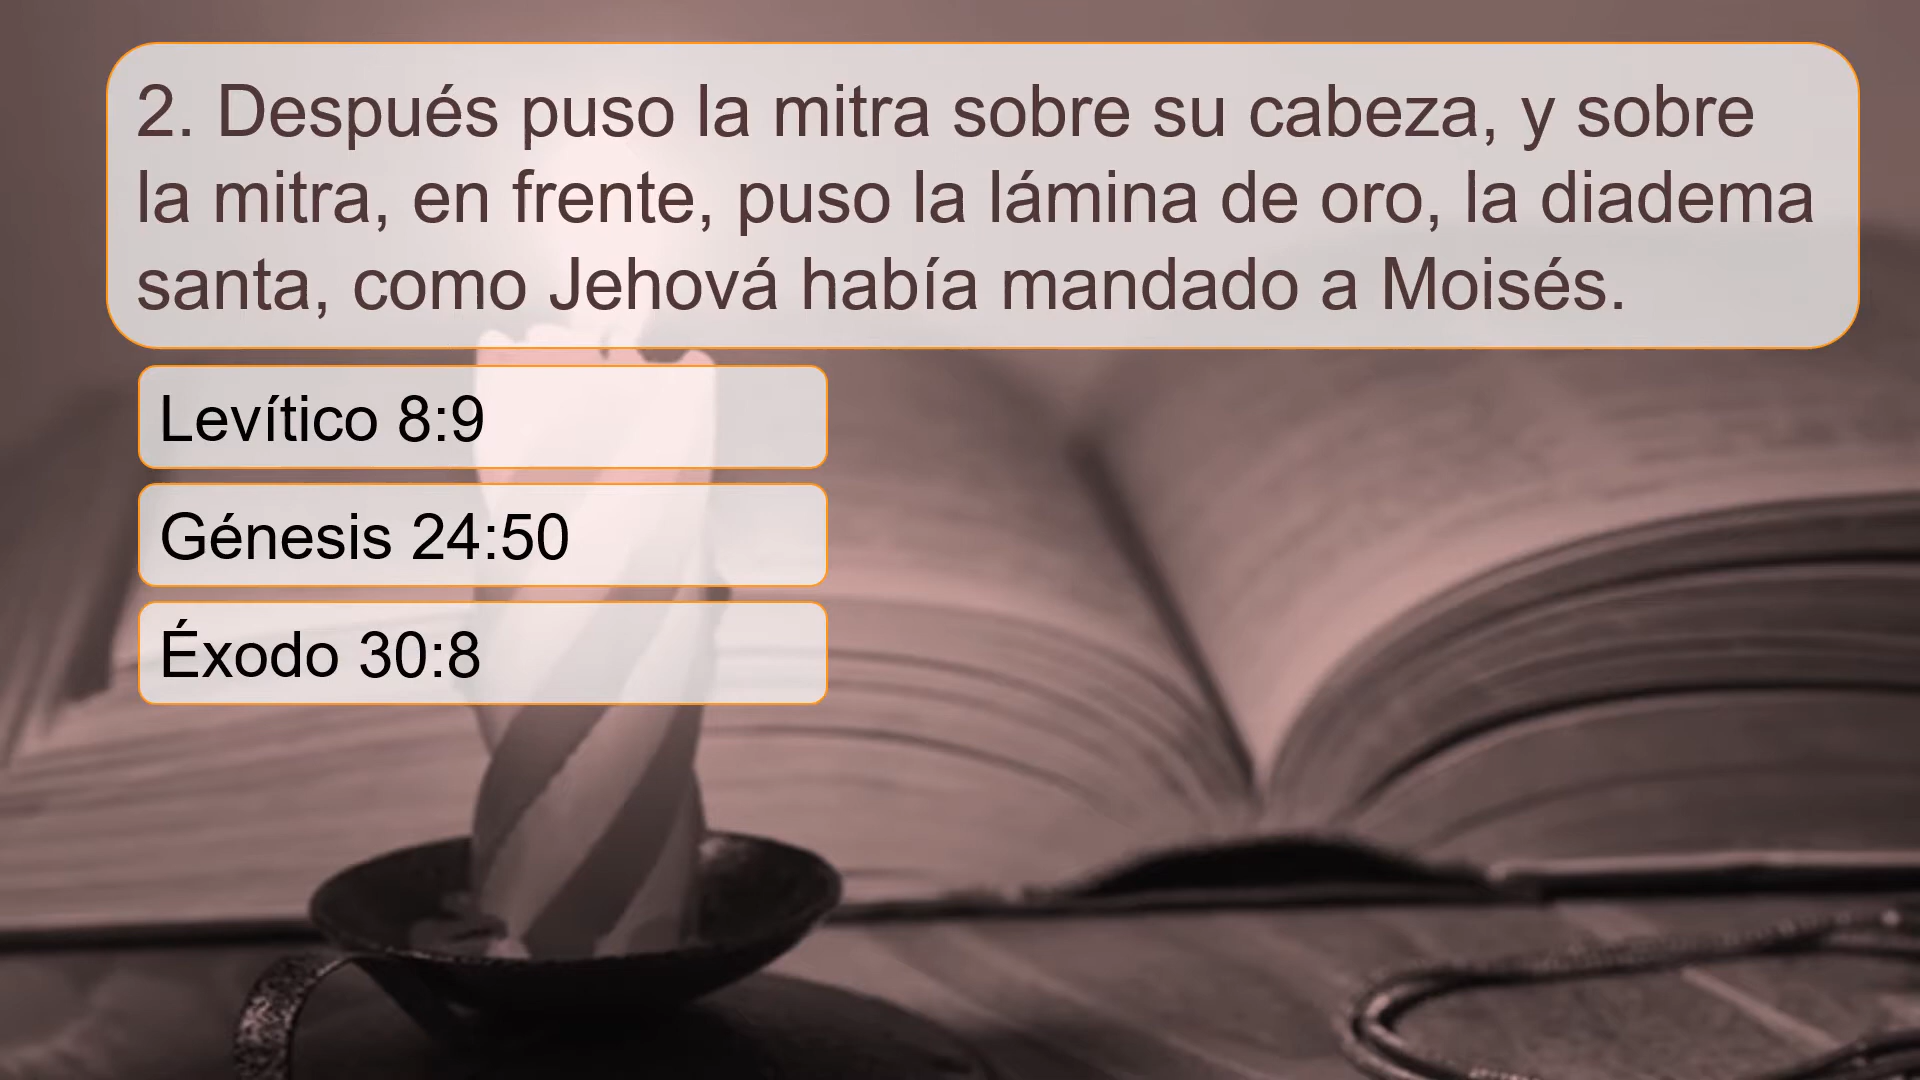 2. Después puso la mitra sobre su cabeza, y sobre
la mitra, en frente, puso la lámina de oro, la diadema
santa, como Jehová había mandado a Moisés.
Levítico 8:9
Génesis 24:50
Éxodo 30:8